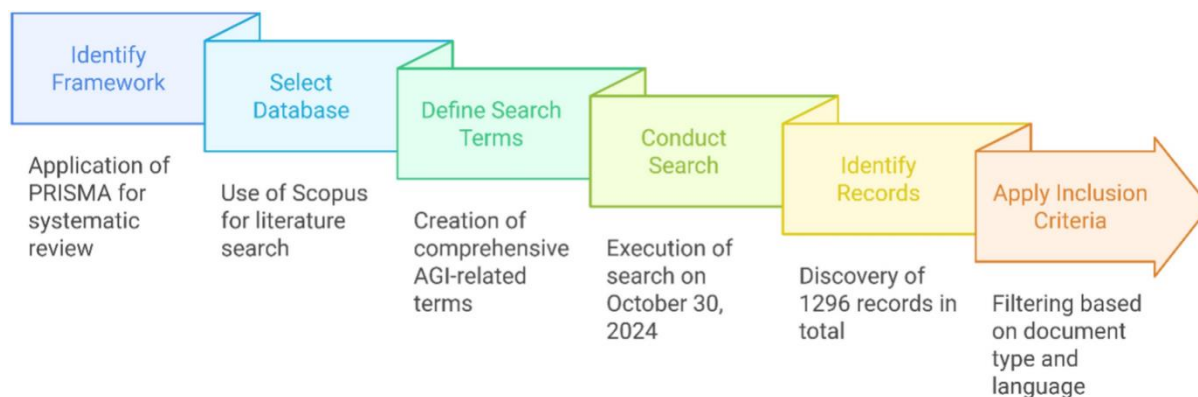 Identify
Framework
Application of
PRISMA for
systematic
review
Select
Database
Use of Scopus
for literature
search
Define Search
Terms
Creation of
comprehensive
AGI-related
terms
Conduct
Search
Execution of
search on
October 30,
2024
Identify
Records
Discovery of
1296 records in
total
Apply Inclusion
Criteria
Filtering based
on document
type and
language